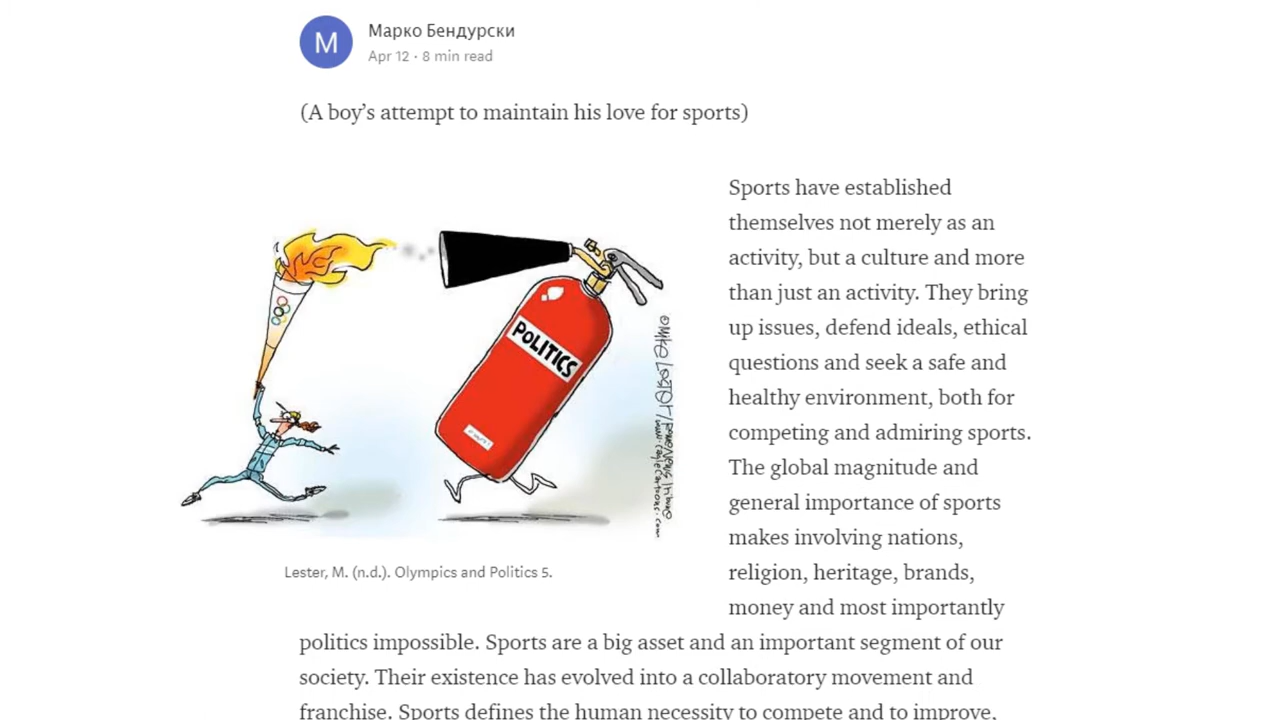 M
Марко Бендурски
Apr 12 · 8 min read
(A boy’s attempt to maintain his love for sports)
POLITICS
Sports have established
themselves not merely as an
activity, but a culture and more
than just an activity. They bring
up issues, defend ideals, ethical
questions and seek a safe and
healthy environment, both for
competing and admiring sports.
The global magnitude and
general importance of sports
makes involving nations,
religion, heritage, brands,
money and most importantly
Lester, M. (n.d.). Olympics and Politics 5.
politics impossible. Sports are a big asset and an important segment of our
society. Their existence has evolved into a collaboratory movement and
franchise. Sports defines the human necessity to compete and to improve,